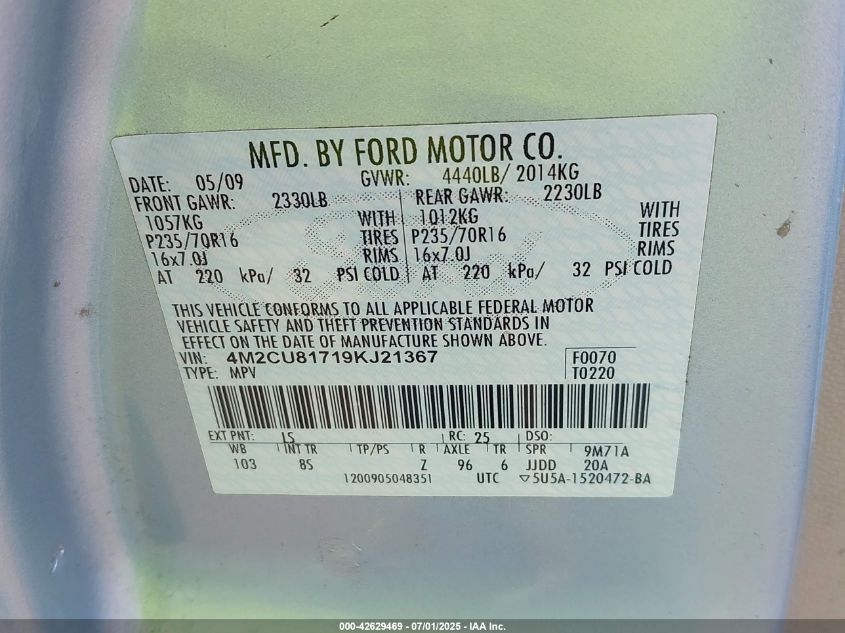 MFD. BY FORD MOTOR CO.
DATE: 05/09 GVWR: 4440LB/ 2014KG
FRONT GAWR: 2330LB REAR GAWR: 2230LB
1057KG WITH 1012KG WITH
P235/70R16 TIRES P235/70R16 TIRES
16x7.0J RIMS 16x7.0J RIMS
AT 220 kPa/ 32 PSI COLD AT 220 kPa/ 32 PSI COLD
THIS VEHICLE CONFORMS TO ALL APPLICABLE FEDERAL MOTOR
VEHICLE SAFETY AND THEFT PREVENTION STANDARDS IN
EFFECT ON THE DATE OF MANUFACTURE SHOWN ABOVE.
VIN: 4M2CU81719KJ21367 F0070
TYPE: MPV T0220
EXT PNT: LS RC: 25 DSO:
WB INT TR TP/PS R AXLE TR SPR 9M71A
103 8S Z 96 6 JJDD 20A
1200905048351 UTC ▽5U5A-1520472-BA
000-42629469 - 07/01/2025 - IAA Inc.